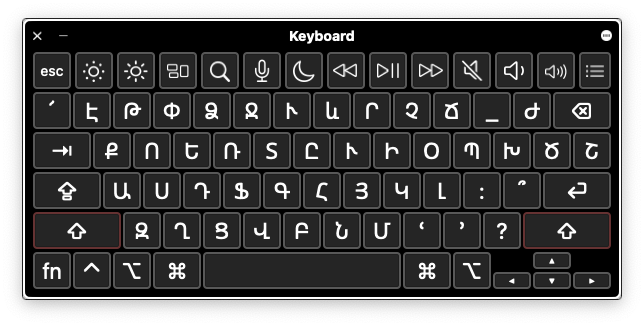 Keyboard
esc
՛ Է Թ Փ Ձ Ջ Ւ և Ր Չ Ճ _ Ժ
Ք Ո Ե Ռ Տ Ը Ւ Ի Օ Պ Խ Ծ Շ
Ա Ս Դ Ֆ Գ Հ Յ Կ Լ : ՞
Զ Ղ Ց Վ Բ Ն Մ ‘ ’ ?
fn